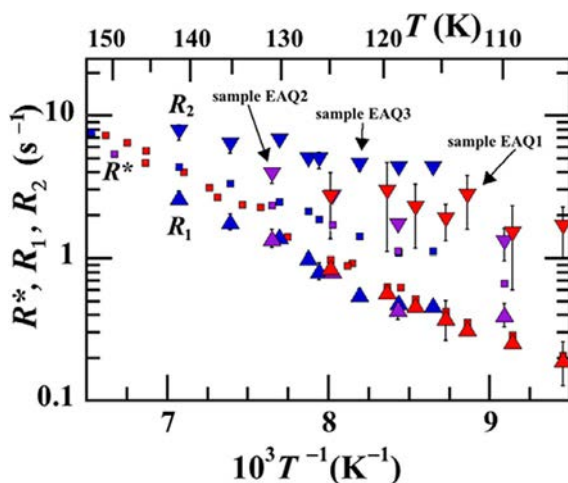 150 140 130 120 T (K) 110
sample EAQ2
sample EAQ3
sample EAQ1
10
R₂
R*
R₁
1
0.1
R*, R₁, R₂ (s⁻¹)
7 8 9
10³T⁻¹(K⁻¹)